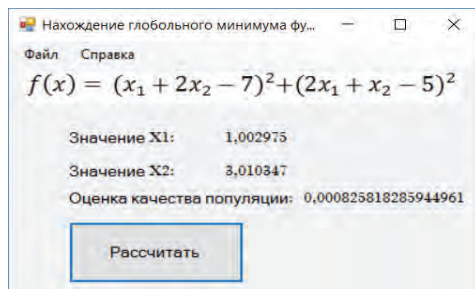 Нахождение глобольного минимума фу...
Файл Справка
f(x) = (x₁ + 2x₂ − 7)²+(2x₁ + x₂ − 5)²
Значение X1: 1,002975
Значение X2: 3,010347
Оценка качества популяции: 0,000825818285944961
Рассчитать